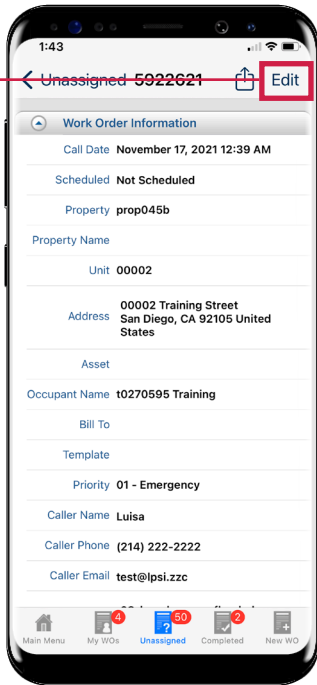 1:43
Unassigned 5922621 Edit
Work Order Information
Call Date November 17, 2021 12:39 AM
Scheduled Not Scheduled
Property prop045b
Property Name
Unit 00002
Address 00002 Training Street
San Diego, CA 92105 United
States
Asset
Occupant Name t0270595 Training
Bill To
Template
Priority 01 - Emergency
Caller Name Luisa
Caller Phone (214) 222-2222
Caller Email test@lpsi.zzc
4 50 2
Main Menu My WOs Unassigned Completed New WO